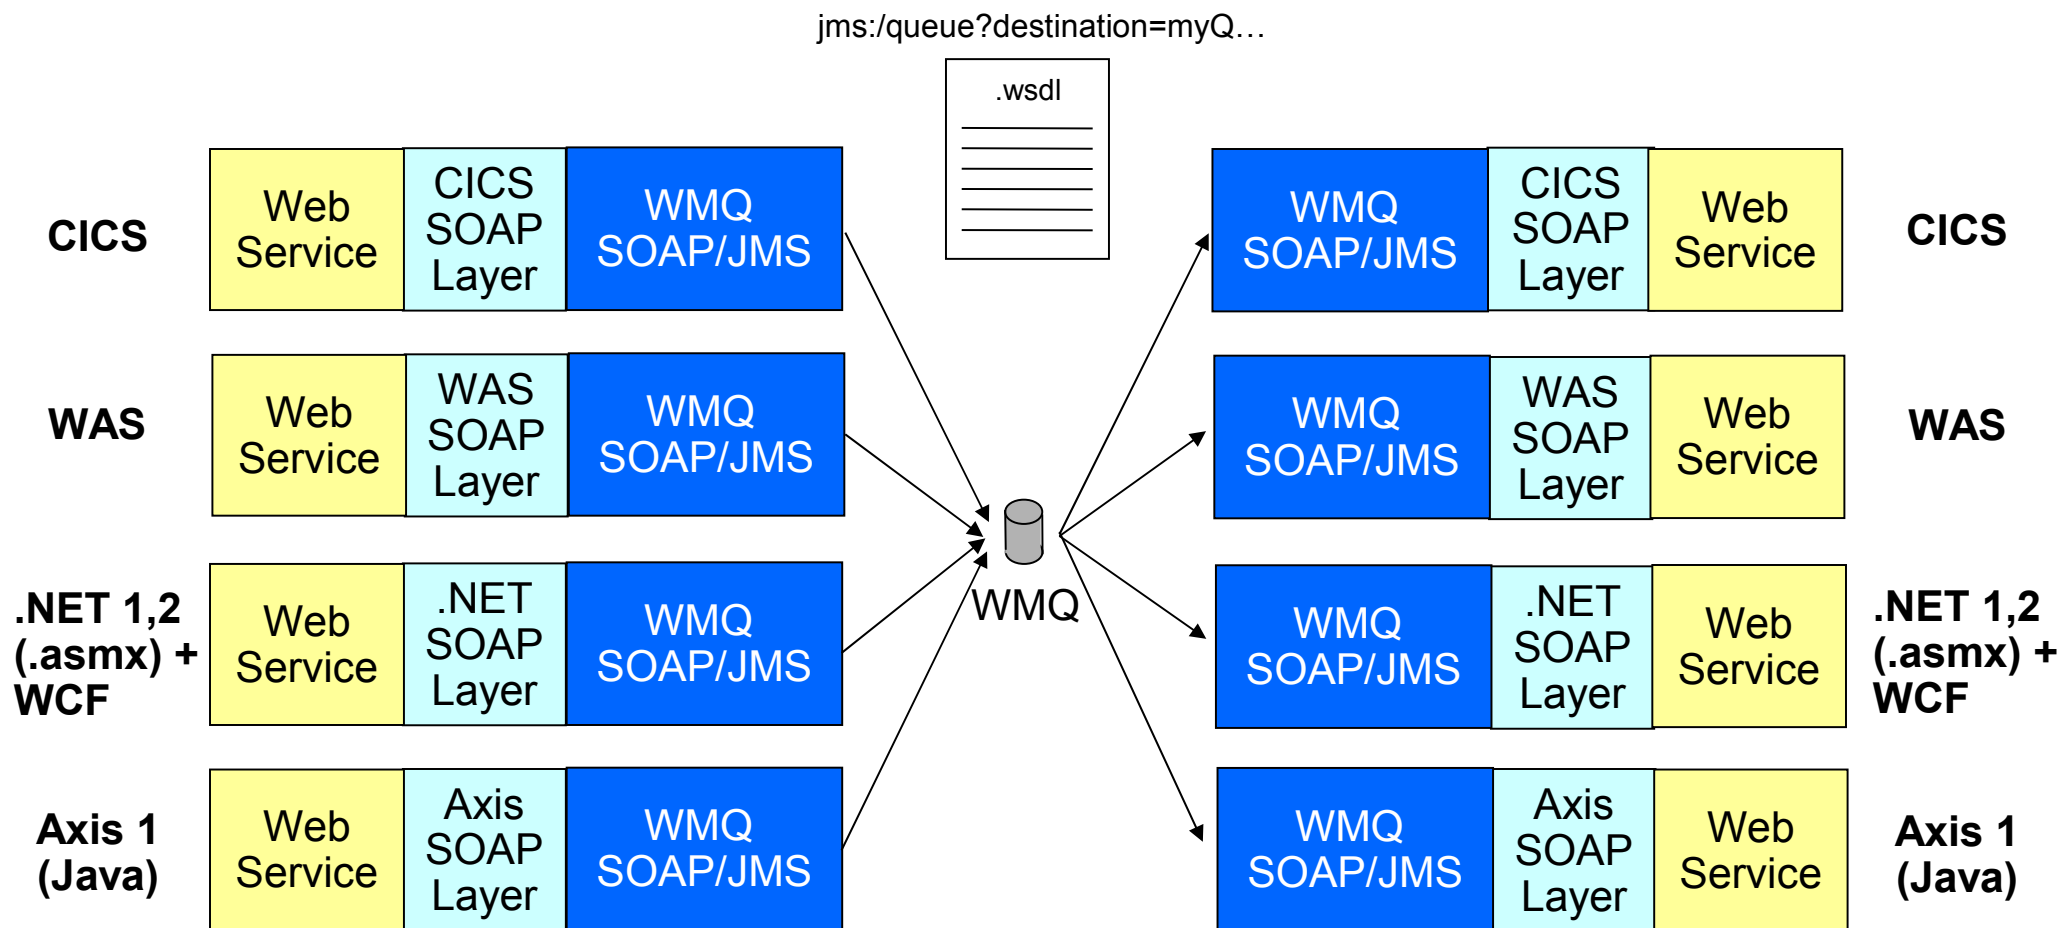 jms:/queue?destination=myQ…
.wsdl
CICS
Web
Service
CICS
SOAP
Layer
WMQ
SOAP/JMS
WMQ
SOAP/JMS
CICS
SOAP
Layer
Web
Service
CICS
WAS
Web
Service
WAS
SOAP
Layer
WMQ
SOAP/JMS
WMQ
SOAP/JMS
WAS
SOAP
Layer
Web
Service
WAS
WMQ
.NET 1,2
(.asmx) +
WCF
Web
Service
.NET
SOAP
Layer
WMQ
SOAP/JMS
WMQ
SOAP/JMS
.NET
SOAP
Layer
Web
Service
.NET 1,2
(.asmx) +
WCF
Axis 1
(Java)
Web
Service
Axis
SOAP
Layer
WMQ
SOAP/JMS
WMQ
SOAP/JMS
Axis
SOAP
Layer
Web
Service
Axis 1
(Java)